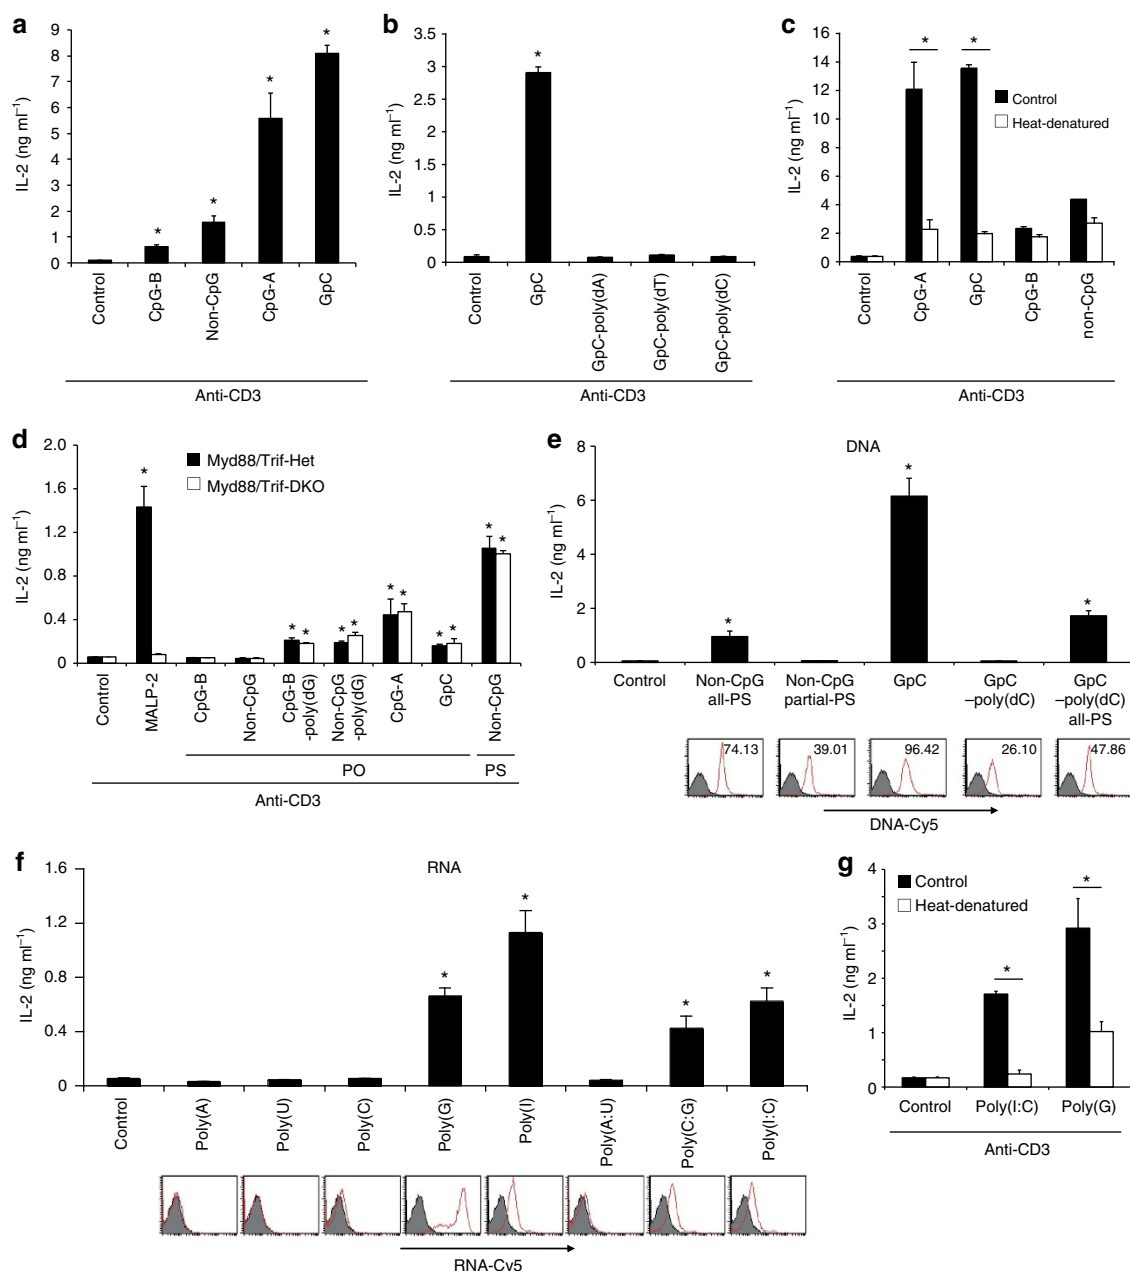 a
IL-2 (ng ml⁻¹)
9
8
7
6
5
4
3
2
1
0
*
*
*
*
Control
CpG-B
Non-CpG
CpG-A
GpC
Anti-CD3
b
IL-2 (ng ml⁻¹)
3.5
3
2.5
2
1.5
1
0.5
0
*
Control
GpC
GpC-poly(dA)
GpC-poly(dT)
GpC-poly(dC)
Anti-CD3
c
IL-2 (ng ml⁻¹)
16
14
12
10
8
6
4
2
0
*
*
Control
Heat-denatured
Control
CpG-A
GpC
CpG-B
non-CpG
Anti-CD3
d
IL-2 (ng ml⁻¹)
2.0
1.6
1.2
0.8
0.4
0
Myd88/Trif-Het
Myd88/Trif-DKO
*
* *
* *
* *
* *
* *
Control
MALP-2
CpG-B
Non-CpG
CpG-B
-poly(dG)
Non-CpG
-poly(dG)
CpG-A
GpC
Non-CpG
PO
PS
Anti-CD3
e
DNA
IL-2 (ng ml⁻¹)
8
6
4
2
0
*
*
*
Control
Non-CpG
all-PS
Non-CpG
partial-PS
GpC
GpC
–poly(dC)
GpC
–poly(dC)
all-PS
74.13
39.01
96.42
26.10
47.86
DNA-Cy5
f
RNA
IL-2 (ng ml⁻¹)
1.6
1.2
0.8
0.4
0
*
*
*
*
Control
Poly(A)
Poly(U)
Poly(C)
Poly(G)
Poly(I)
Poly(A:U)
Poly(C:G)
Poly(I:C)
RNA-Cy5
g
IL-2 (ng ml⁻¹)
4
3
2
1
0
Control
Heat-denatured
*
*
Control
Poly(I:C)
Poly(G)
Anti-CD3